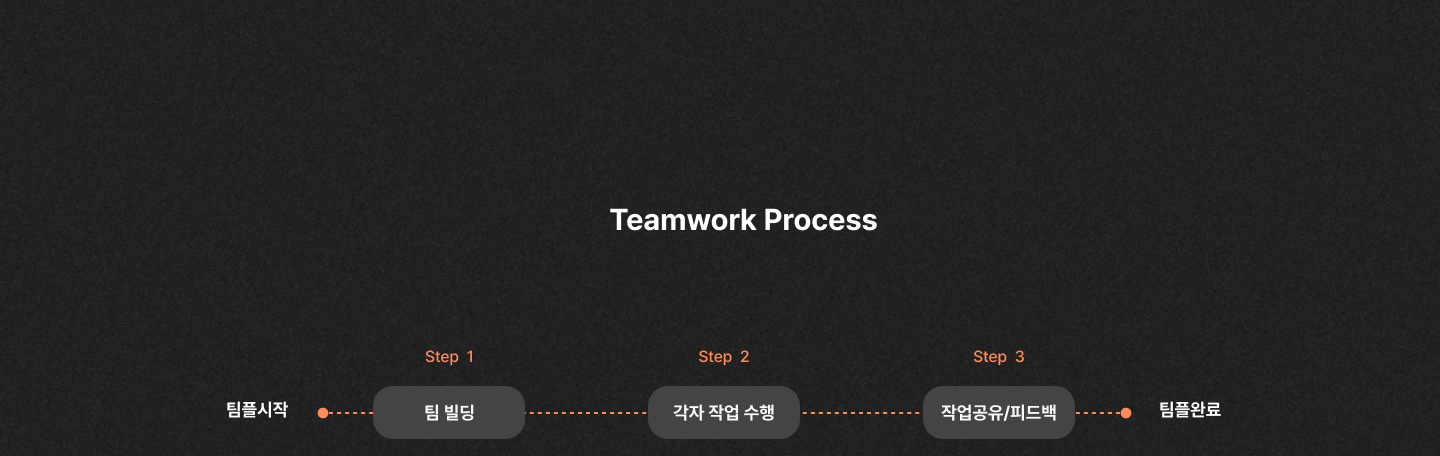 Teamwork Process
Step 1
Step 2
Step 3
팀플시작
팀 빌딩
각자 작업 수행
작업공유/피드백
팀플완료